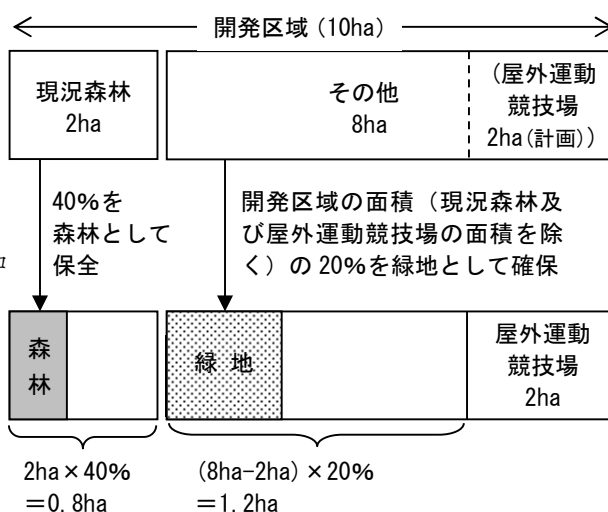 開発区域（10ha）
現況森林
2ha
その他
8ha
（屋外運動
競技場
2ha（計画））
40%を
森林として
保全
開発区域の面積（現況森林及
び屋外運動競技場の面積を除
く）の 20%を緑地として確保
森
林
緑 地
屋外運動
競技場
2ha
2ha×40%
＝0.8ha
(8ha-2ha)×20%
＝1.2ha